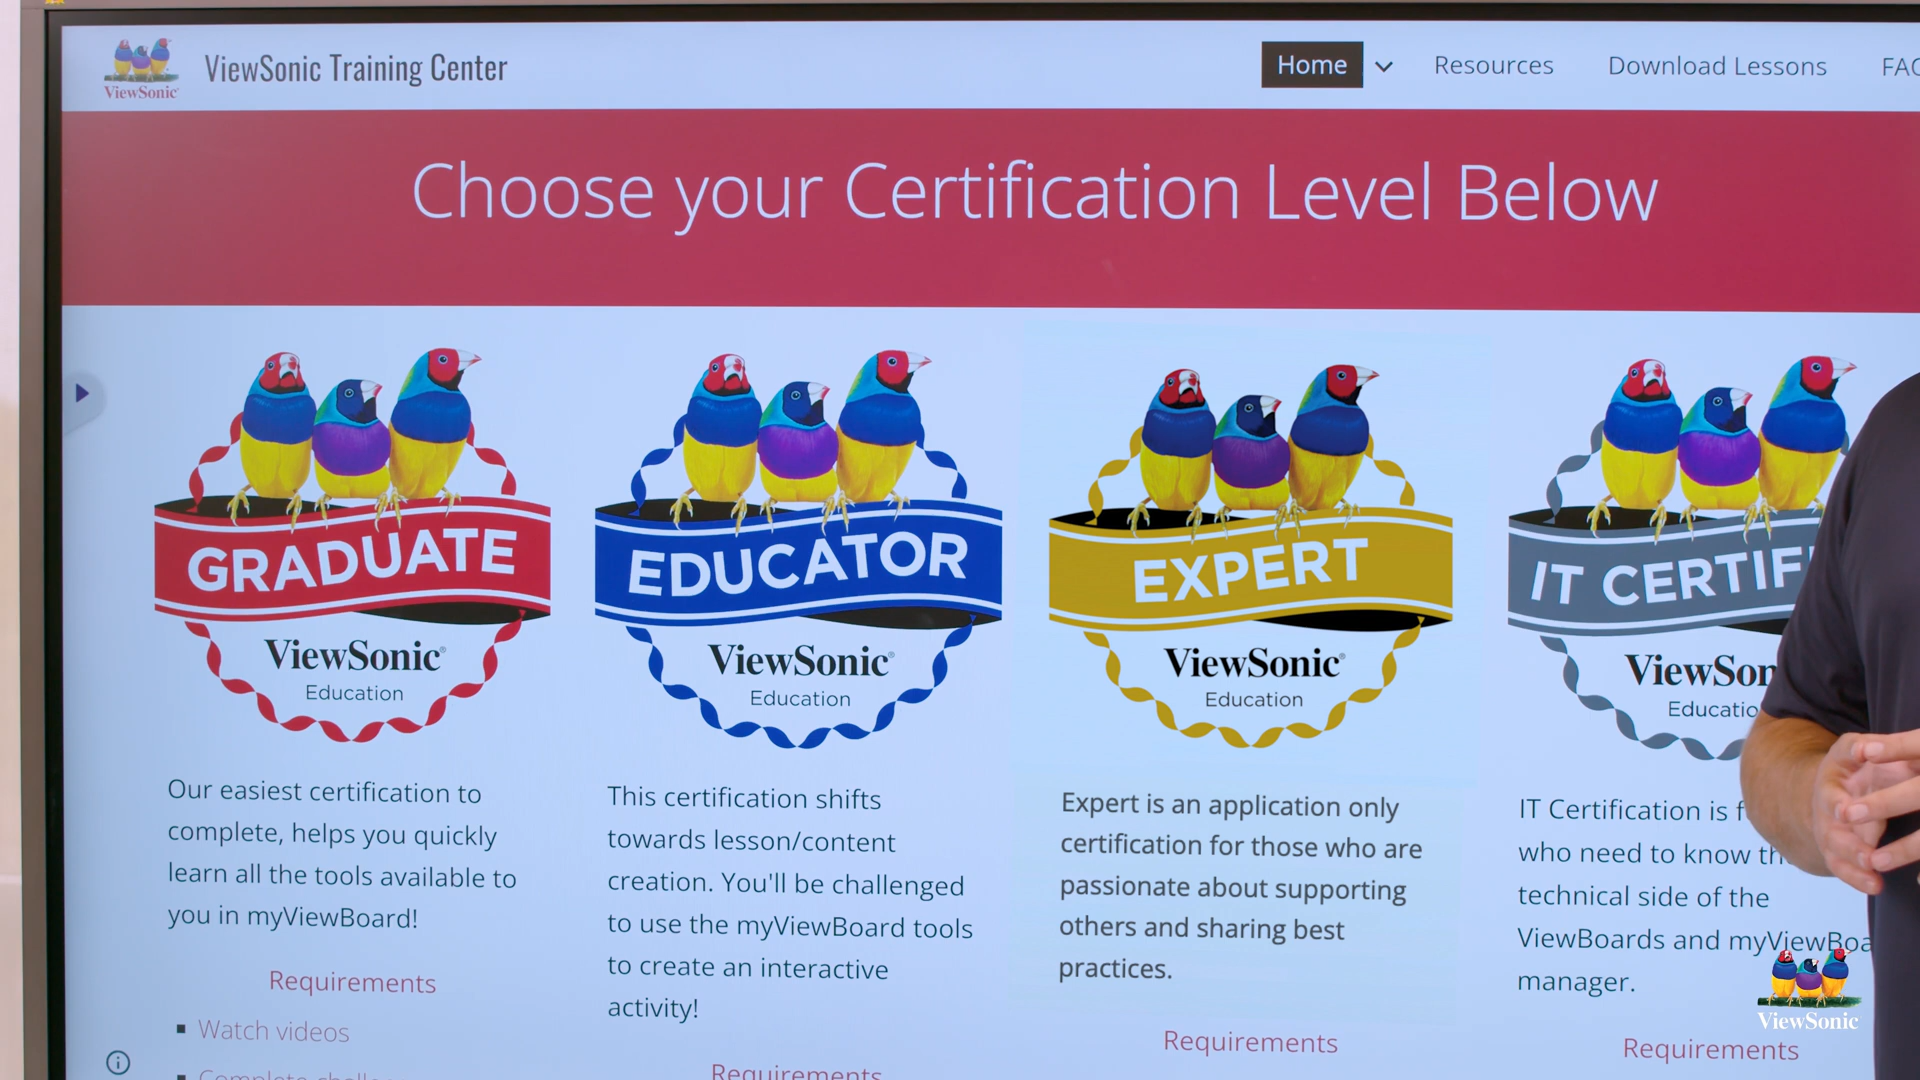 ViewSonic
ViewSonic Training Center
Home
Resources
Download Lessons
Choose your Certification Level Below
GRADUATE
ViewSonic
Education
Our easiest certification to
complete, helps you quickly
learn all the tools available to
you in myViewBoard!
Requirements
Watch videos
EDUCATOR
ViewSonic
Education
This certification shifts
towards lesson/content
creation. You'll be challenged
to use the myViewBoard tools
to create an interactive
activity!
Requirements
EXPERT
ViewSonic
Education
Expert is an application only
certification for those who are
passionate about supporting
others and sharing best
practices.
Requirements
IT
IT Certification is
who need to know
technical side of the
ViewBoards and
manager.
Requirements
ViewSonic